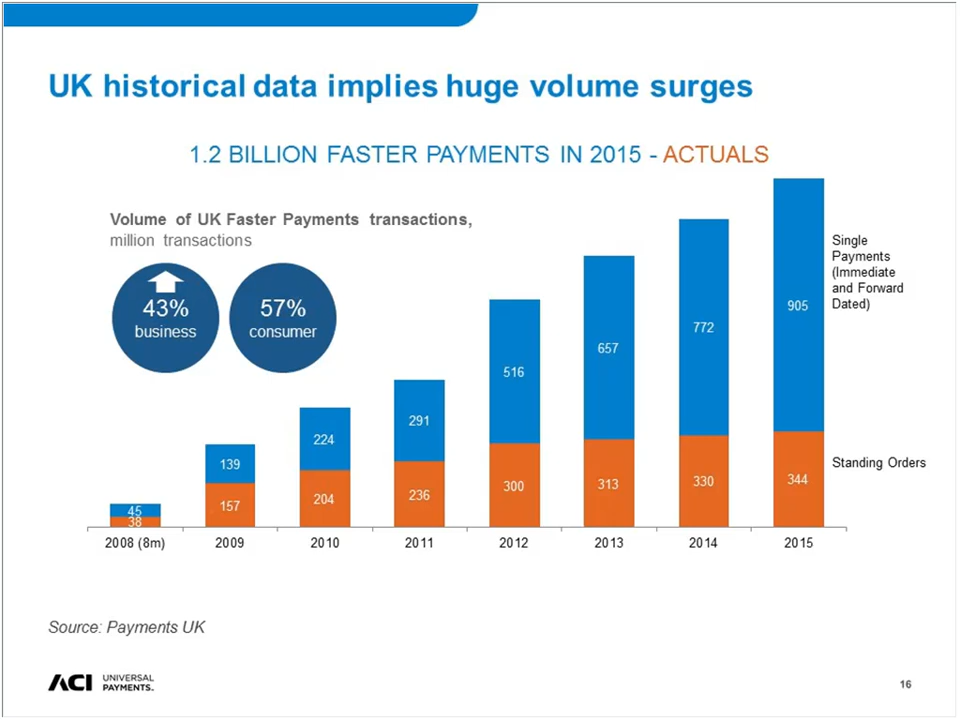 UK historical data implies huge volume surges
1.2 BILLION FASTER PAYMENTS IN 2015 - ACTUALS
Volume of UK Faster Payments transactions,
million transactions
43%
business
57%
consumer
Single
Payments
(Immediate
and Forward
Dated)
Standing Orders
45
38
139
157
224
204
291
236
516
300
657
313
772
330
905
344
2008 (8m)
2009
2010
2011
2012
2013
2014
2015
Source: Payments UK
ACI UNIVERSAL
PAYMENTS.
16